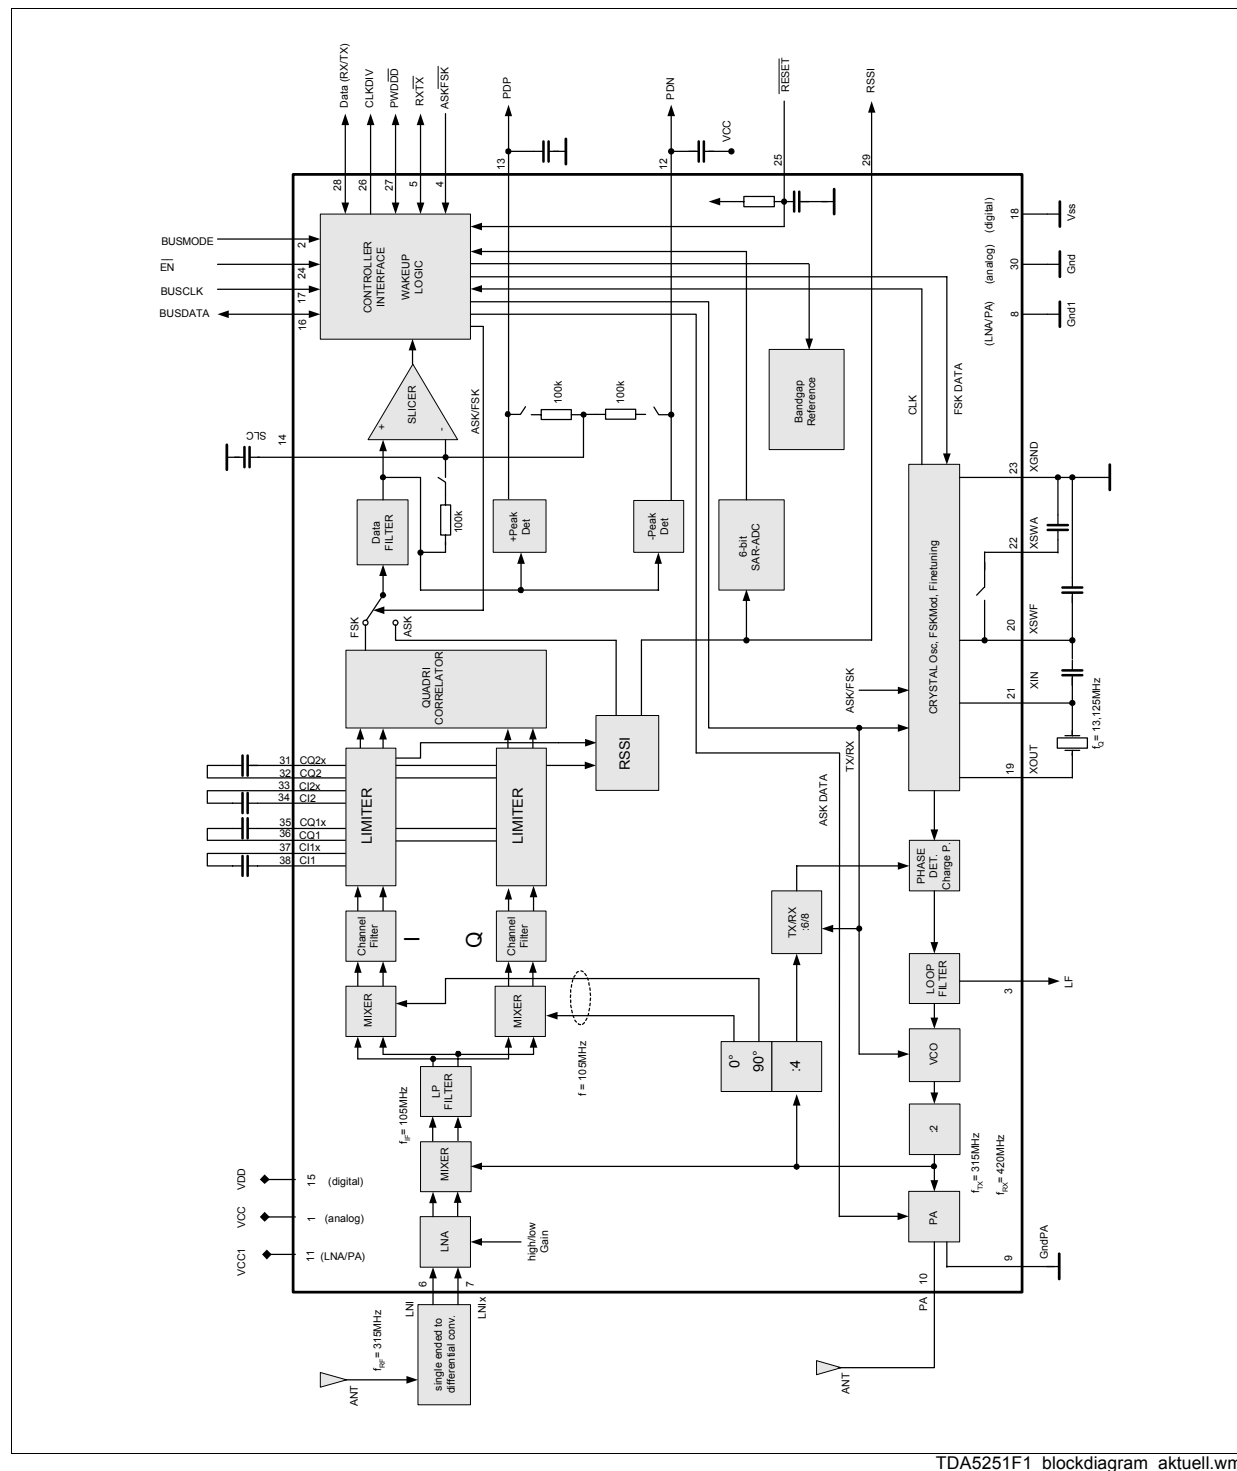 Data (RX/TX)
CLKDIV
PWDDD
RXTX
ASKFSK
PDP
PDN
VCC
RESET
RSSI
28
26
27
5
4
13
12
25
29
BUSMODE
2
EN
24
BUSCLK
17
BUSDATA
16
CONTROLLER
INTERFACE
WAKEUP
LOGIC
(digital)
18
Vss
(analog)
30
Gnd
(LNA/PA)
8
Gnd1
SLC
14
SLICER
+
-
ASK/FSK
100k
100k
Bandgap
Reference
CLK
FSK DATA
Data
FILTER
100k
+Peak
Det
-Peak
Det
6-bit
SAR-ADC
CRYSTAL Osc, FSKMod, Finetuning
23
XGND
22
XSWA
20
XSWF
21
XIN
19
XOUT
fQ = 13,125MHz
FSK
ASK
QUADRI
CORRELATOR
RSSI
ASK/FSK
TX/RX
ASK DATA
31 CQ2x
32 CQ2
33 CI2x
34 CI2
35 CQ1x
36 CQ1
37 CI1x
38 CI1
LIMITER
LIMITER
PHASE
DET.
Charge P.
Channel
Filter
I
Q
Channel
Filter
TX/RX
:6/8
LOOP
FILTER
3
LF
MIXER
MIXER
f = 105MHz
0°
90°
:4
VCO
LP
FILTER
fIF = 105MHz
:2
MIXER
fTX = 315MHz
fRX = 420MHz
VDD
15 (digital)
VCC
1 (analog)
VCC1
11 (LNA/PA)
LNA
high/low
Gain
PA
9
GndPA
6
7
LNI
LNIx
PA
10
single ended to
differential conv.
fRF = 315MHz
ANT
ANT
TDA5251F1_blockdiagram_aktuell.wm